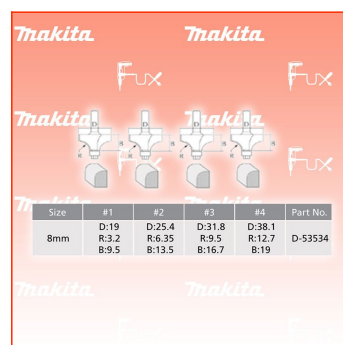 Makita Makita
Fux Fux
Makita
Fux Fux
Size #1 #2 #3 #4 Part No.
8mm D:19 D:25.4 D:31.8 D:38.1 D-53534
R:3.2 R:6.35 R:9.5 R:12.7
B:9.5 B:13.5 B:16.7 B:19
Makita Makita
Fux Fux